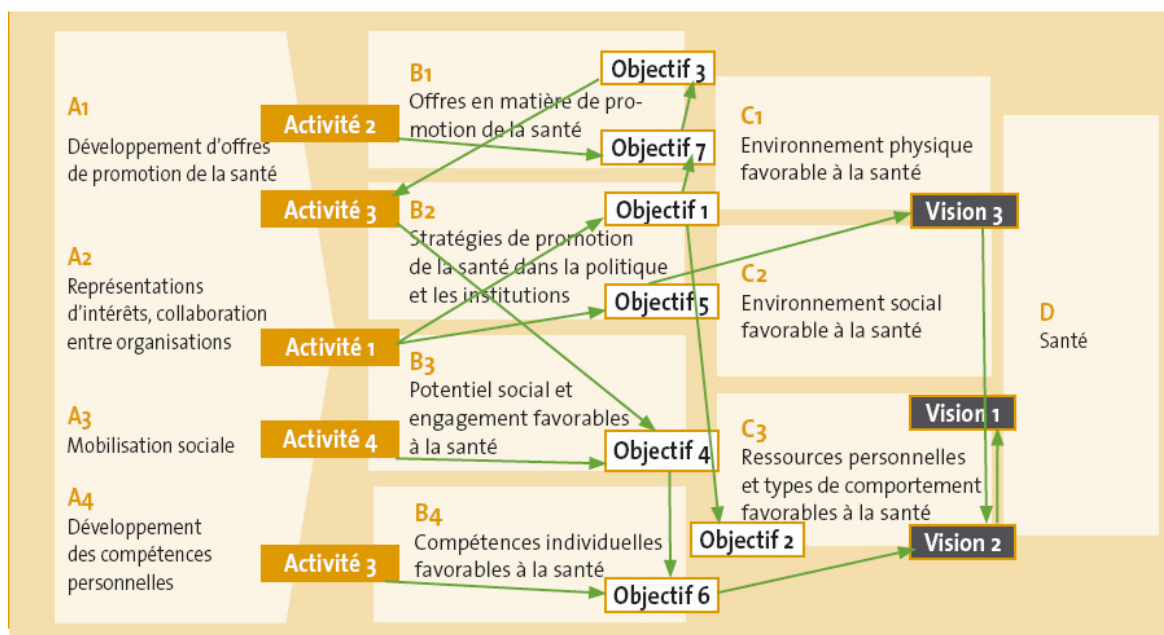 A1
Développement d'offres
de promotion de la santé
A2
Représentations
d'intérêts, collaboration
entre organisations
A3
Mobilisation sociale
A4
Développement
des compétences
personnelles
Activité 2
Activité 3
Activité 1
Activité 4
Activité 3
B1
Offres en matière de pro-
motion de la santé
B2
Stratégies de promotion
de la santé dans la politique
et les institutions
B3
Potentiel social et
engagement favorables
à la santé
B4
Compétences individuelles
favorables à la santé
Objectif 3
Objectif 7
Objectif 1
Objectif 5
Objectif 4
Objectif 2
Objectif 6
C1
Environnement physique
favorable à la santé
C2
Environnement social
favorable à la santé
C3
Ressources personnelles
et types de comportement
favorables à la santé
Vision 3
Vision 1
Vision 2
D
Santé